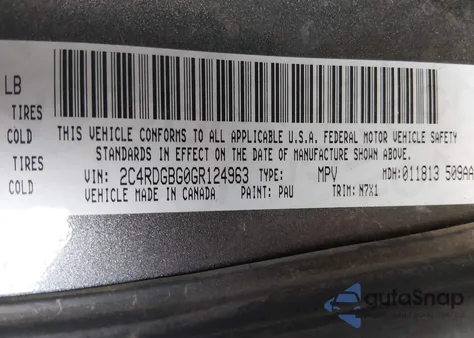 LB
TIRES
COLD
TIRES
COLD
THIS VEHICLE CONFORMS TO ALL APPLICABLE U.S.A. FEDERAL MOTOR VEHICLE SAFETY
STANDARDS IN EFFECT ON THE DATE OF MANUFACTURE SHOWN ABOVE.
VIN: 2C4RDGBG0GR124963 TYPE: MPV MDH: 011813 509AA
VEHICLE MADE IN CANADA PAINT: PAU TRIM: N7X1
autoSnap